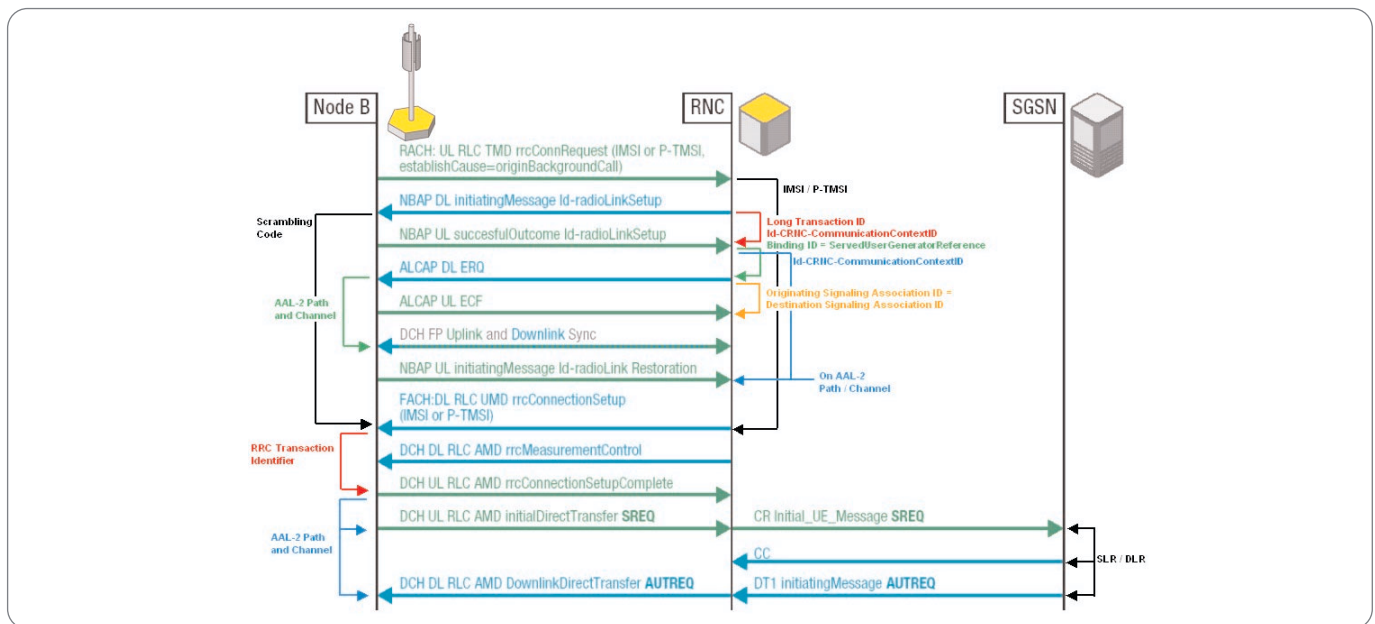 Node B
RNC
SGSN
RACH: UL RLC TMD rrcConnRequest (IMSI or P-TMSI,
establishCause=originBackgroundCall)
IMSI / P-TMSI
NBAP DL initiatingMessage Id-radioLinkSetup
Scrambling
Code
Long Transaction ID
Id-CRNC-CommunicationContextID
NBAP UL succesfulOutcome Id-radioLinkSetup
Binding ID = ServedUserGeneratorReference
Id-CRNC-CommunicationContextID
ALCAP DL ERQ
AAL-2 Path
and Channel
ALCAP UL ECF
Originating Signaling Association ID =
Destination Signaling Association ID
DCH FP Uplink and Downlink Sync
NBAP UL initiatingMessage Id-radioLink Restoration
On AAL-2
Path / Channel
FACH:DL RLC UMD rrcConnectionSetup
(IMSI or P-TMSI)
RRC Transaction
Identifier
DCH DL RLC AMD rrcMeasurementControl
DCH UL RLC AMD rrcConnectionSetupComplete
DCH UL RLC AMD initialDirectTransfer SREQ
CR Initial_UE_Message SREQ
AAL-2 Path
and Channel
CC
SLR / DLR
DCH DL RLC AMD DownlinkDirectTransfer AUTREQ
DT1 initiatingMessage AUTREQ